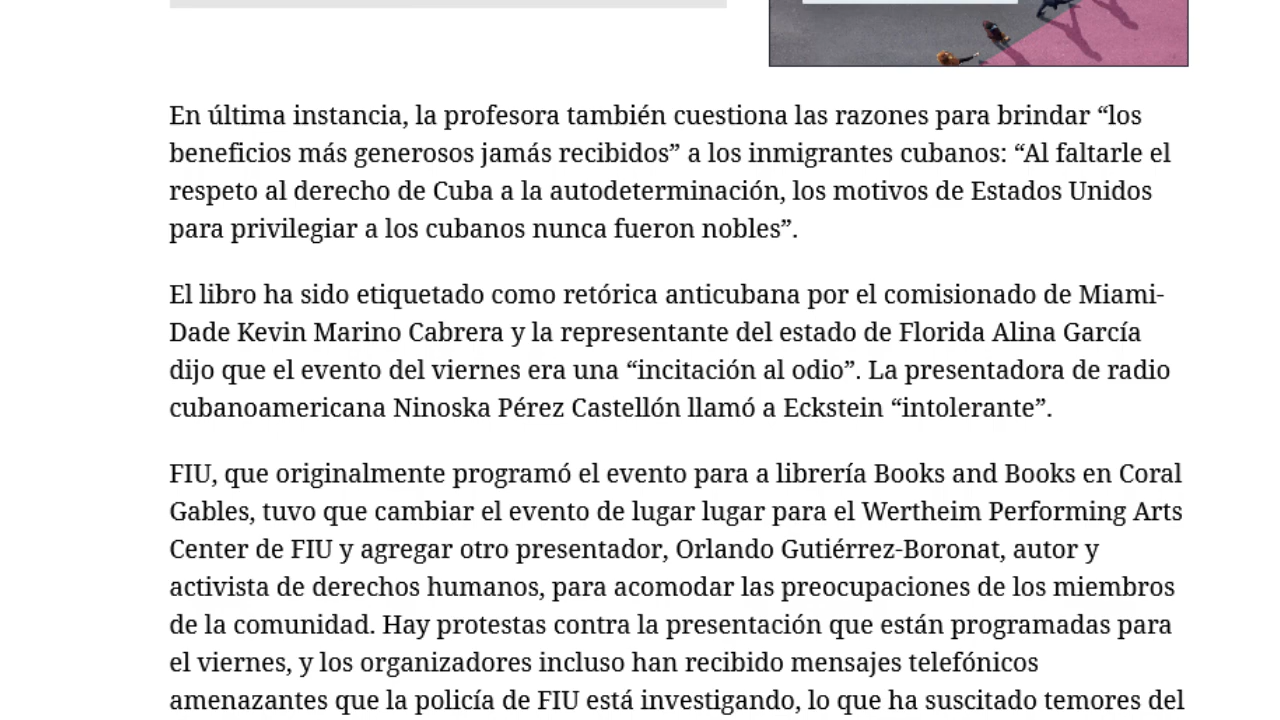 En última instancia, la profesora también cuestiona las razones para brindar “los
beneficios más generosos jamás recibidos” a los inmigrantes cubanos: “Al faltarle el
respeto al derecho de Cuba a la autodeterminación, los motivos de Estados Unidos
para privilegiar a los cubanos nunca fueron nobles”.
El libro ha sido etiquetado como retórica anticubana por el comisionado de Miami-
Dade Kevin Marino Cabrera y la representante del estado de Florida Alina García
dijo que el evento del viernes era una “incitación al odio”. La presentadora de radio
cubanoamericana Ninoska Pérez Castellón llamó a Eckstein “intolerante”.
FIU, que originalmente programó el evento para a librería Books and Books en Coral
Gables, tuvo que cambiar el evento de lugar lugar para el Wertheim Performing Arts
Center de FIU y agregar otro presentador, Orlando Gutiérrez-Boronat, autor y
activista de derechos humanos, para acomodar las preocupaciones de los miembros
de la comunidad. Hay protestas contra la presentación que están programadas para
el viernes, y los organizadores incluso han recibido mensajes telefónicos
amenazantes que la policía de FIU está investigando, lo que ha suscitado temores del